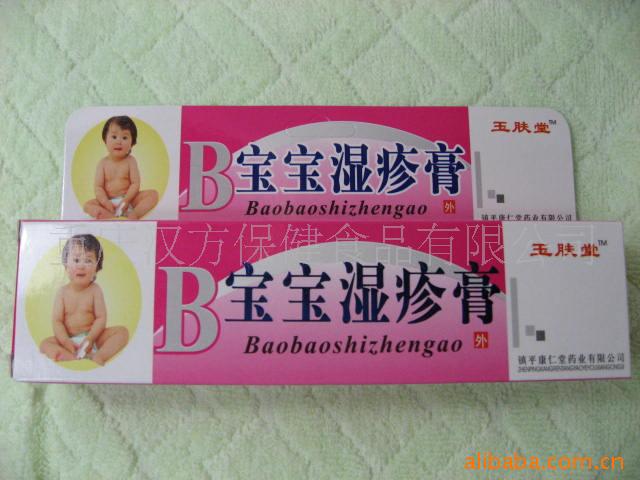 玉肤堂™
B宝宝湿疹膏
Baobaoshizhengao 外
镇平康仁堂药业有限公司
重庆汉方保健食品有限公司
玉肤堂™
B宝宝湿疹膏
Baobaoshizhengao 外
镇平康仁堂药业有限公司
alibaba.com.cn